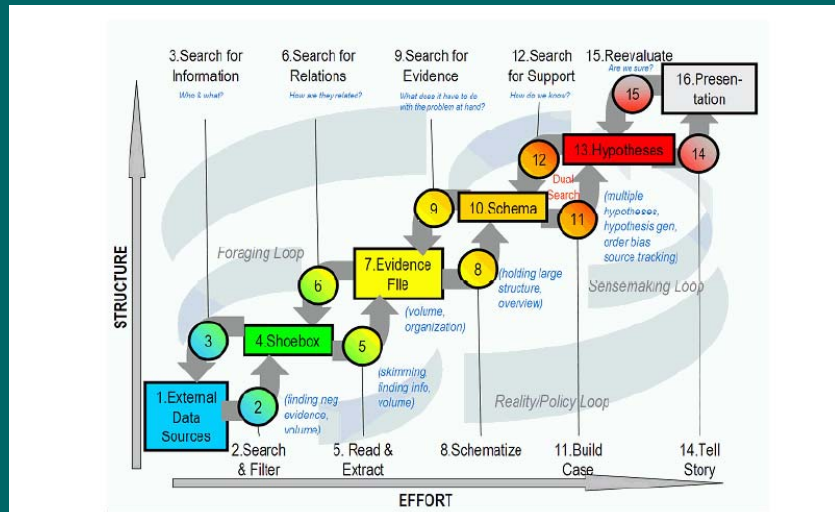 3.Search for
Information
Who & what?
6.Search for
Relations
How are they related?
9.Search for
Evidence
What does it have to do
with the problem at hand?
12.Search
for Support
How do we know?
15.Reevaluate
Are we sure?
16.Presen-
tation
15
14
13.Hypotheses
12
Dual
Search
11
(multiple
hypotheses,
hypothesis gen,
order bias
source tracking)
10.Schema
9
8
(holding large
structure,
overview)
Sensemaking Loop
Foraging Loop
7.Evidence
File
6
(volume,
organization)
5
(skimming
finding info,
volume)
4.Shoebox
3
1.External
Data
Sources
2
(finding neg
evidence,
volume)
Reality/Policy Loop
2.Search
& Filter
5. Read &
Extract
8.Schematize
11.Build
Case
14.Tell
Story
STRUCTURE
EFFORT